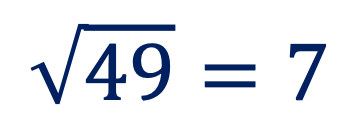 √49 = 7